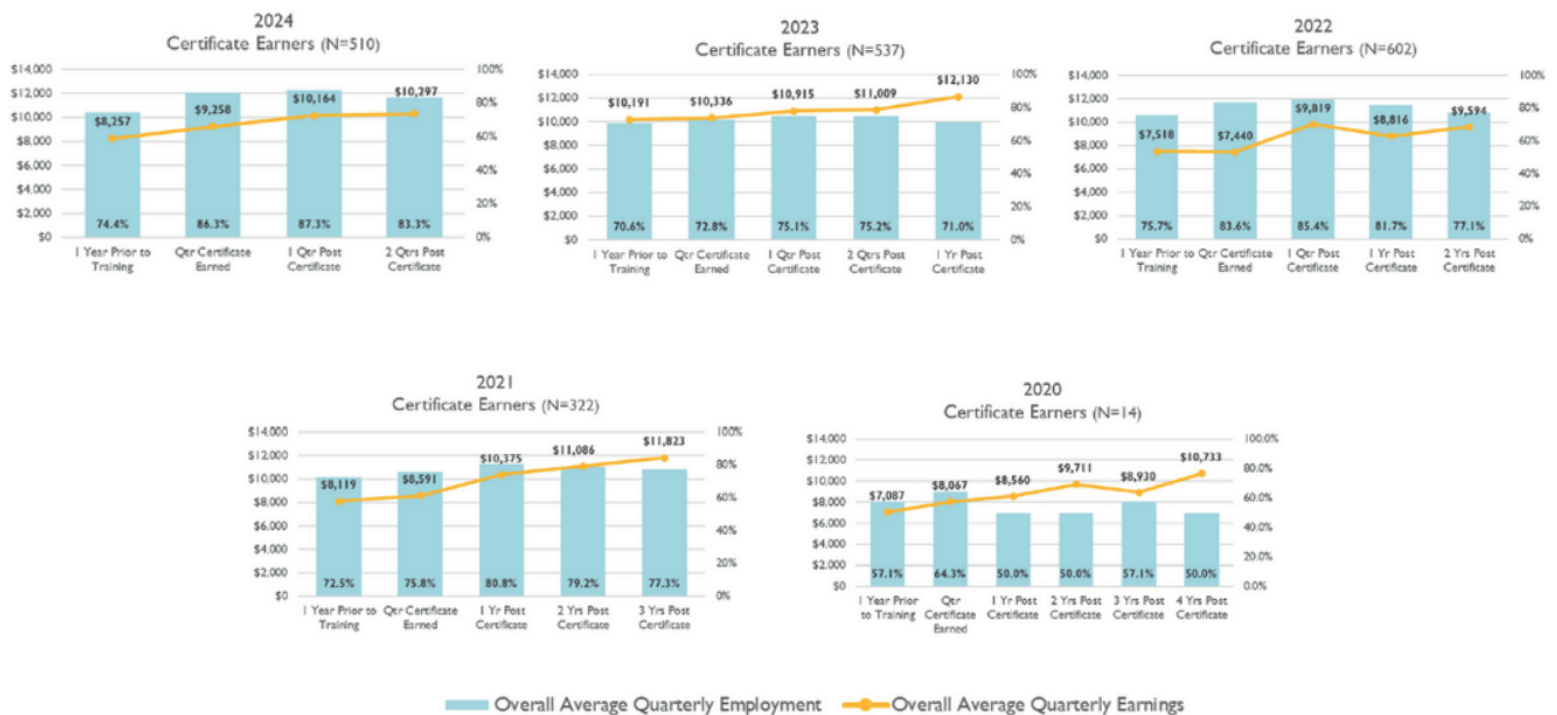 2024
Certificate Earners (N=510)
$14,000
$12,000
$10,000
$8,000
$6,000
$4,000
$2,000
$0
$8,257
$9,258
$10,164
$10,297
74.4%
86.3%
87.3%
83.3%
100%
80%
60%
40%
20%
0%
1 Year Prior to
Training
Qtr Certificate
Earned
1 Qtr Post
Certificate
2 Qtrs Post
Certificate
2023
Certificate Earners (N=537)
$14,000
$12,000
$10,000
$8,000
$6,000
$4,000
$2,000
$0
$10,191
$10,336
$10,915
$11,009
$12,130
70.6%
72.8%
75.1%
75.2%
71.0%
100%
80%
60%
40%
20%
0%
1 Year Prior to
Training
Qtr Certificate
Earned
1 Qtr Post
Certificate
2 Qtrs Post
Certificate
1 Yr Post
Certificate
2022
Certificate Earners (N=602)
$14,000
$12,000
$10,000
$8,000
$6,000
$4,000
$2,000
$0
$7,518
$7,440
$9,819
$8,816
$9,594
75.7%
83.6%
85.4%
81.7%
77.1%
100%
80%
60%
40%
20%
0%
1 Year Prior to
Training
Qtr Certificate
Earned
1 Qtr Post
Certificate
1 Yr Post
Certificate
2 Yrs Post
Certificate
2021
Certificate Earners (N=322)
$14,000
$12,000
$10,000
$8,000
$6,000
$4,000
$2,000
$0
$8,119
$8,591
$10,375
$11,086
$11,823
72.5%
75.8%
80.8%
79.2%
77.3%
100%
80%
60%
40%
20%
0%
1 Year Prior to
Training
Qtr Certificate
Earned
1 Yr Post
Certificate
2 Yrs Post
Certificate
3 Yrs Post
Certificate
2020
Certificate Earners (N=14)
$14,000
$12,000
$10,000
$8,000
$6,000
$4,000
$2,000
$0
$7,087
$8,067
$8,560
$9,711
$8,930
$10,733
57.1%
64.3%
50.0%
50.0%
57.1%
50.0%
100.0%
80.0%
60.0%
40.0%
20.0%
0.0%
1 Year Prior
to Training
Qtr
Certificate
Earned
1 Yr Post
Certificate
2 Yrs Post
Certificate
3 Yrs Post
Certificate
4 Yrs Post
Certificate
Overall Average Quarterly Employment
Overall Average Quarterly Earnings